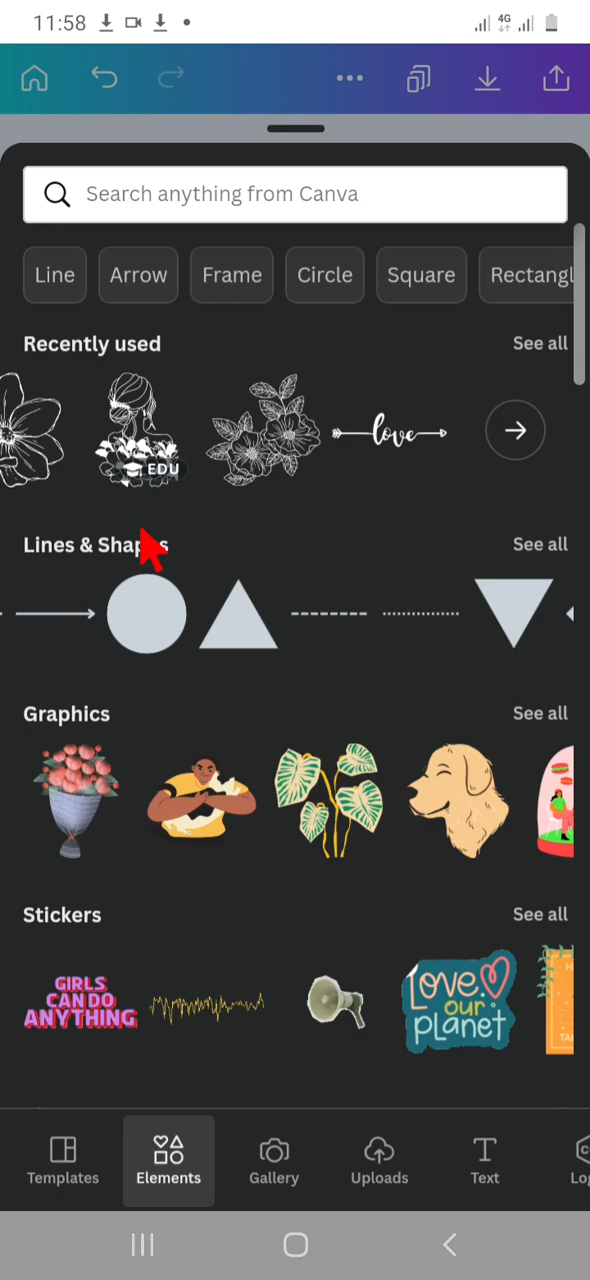 11:58
4G
Search anything from Canva
Line Arrow Frame Circle Square Rectangl
Recently used See all
EDU
love
Lines & Shapes See all
Graphics See all
Stickers See all
GIRLS
CAN DO
ANYTHING
Love
our
planet
Templates Elements Gallery Uploads Text Log